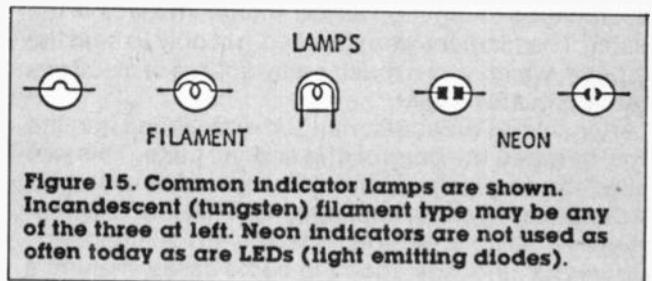 LAMPS
FILAMENT NEON
Figure 15. Common indicator lamps are shown.
Incandescent (tungsten) filament type may be any
of the three at left. Neon indicators are not used as
often today as are LEDs (light emitting diodes).